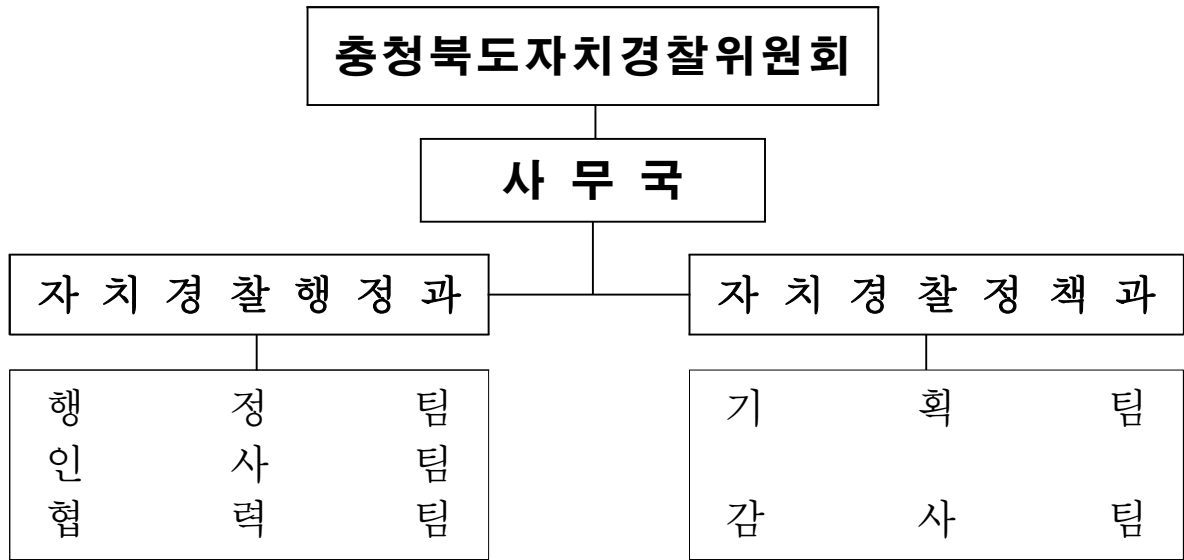 충청북도자치경찰위원회
사 무 국
자 치 경 찰 행 정 과
자 치 경 찰 정 책 과
행 정 팀
인 사 팀
협 력 팀
기 획 팀
감 사 팀